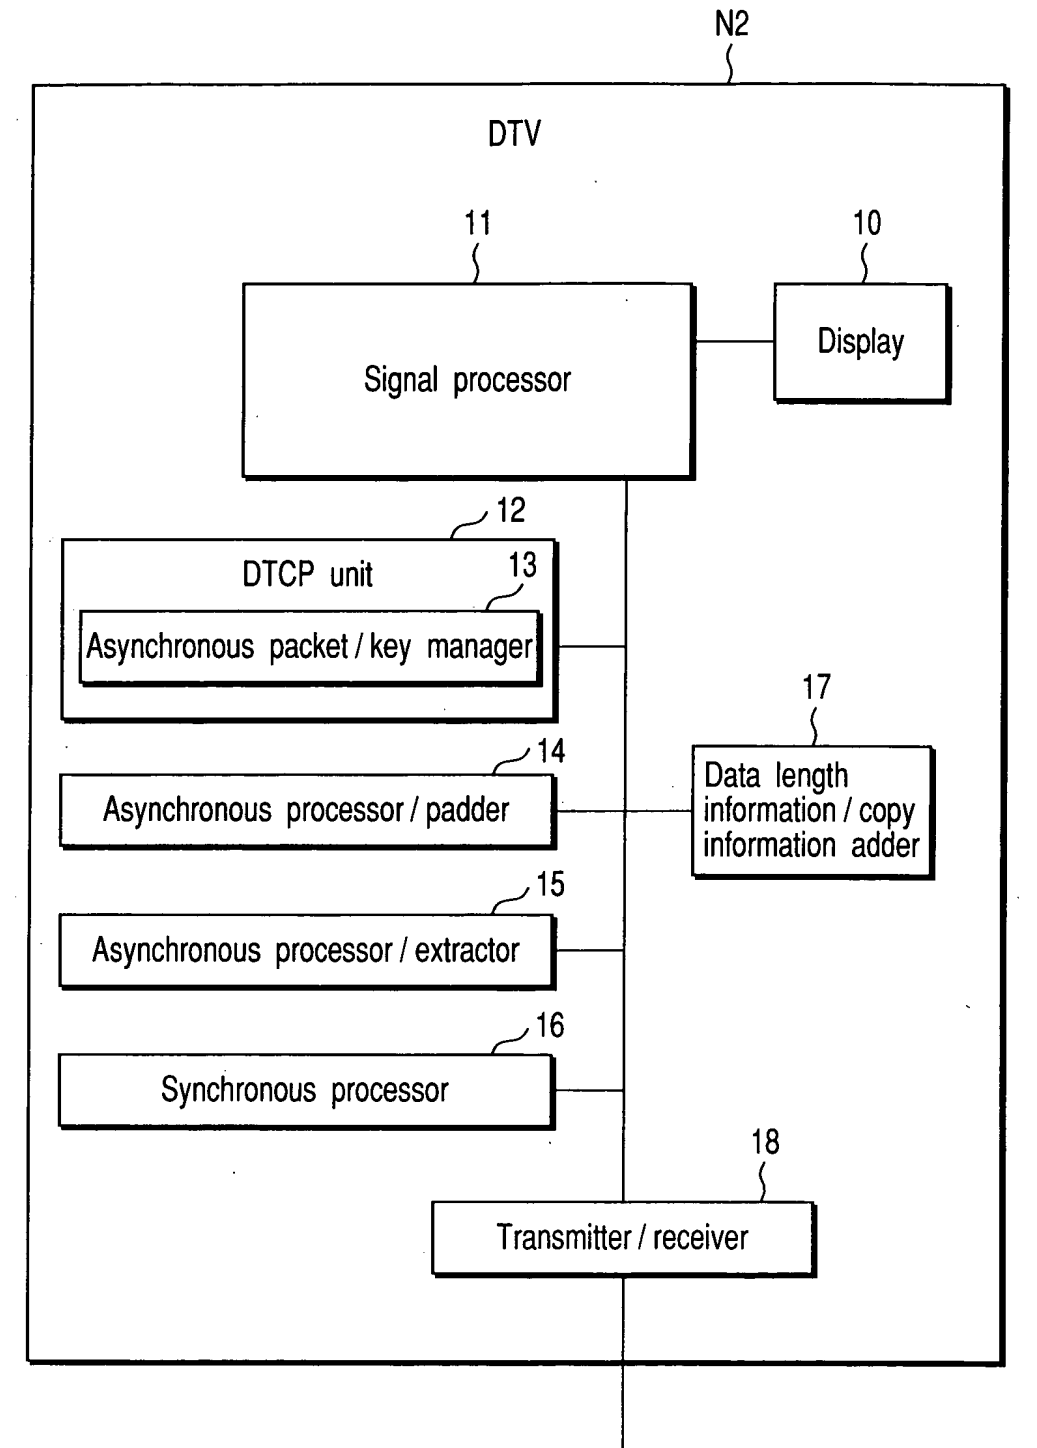 N2
DTV
11
10
Signal processor
Display
12
DTCP unit
13
Asynchronous packet / key manager
17
14
Asynchronous processor / padder
Data length
information / copy
information adder
15
Asynchronous processor / extractor
16
Synchronous processor
18
Transmitter / receiver